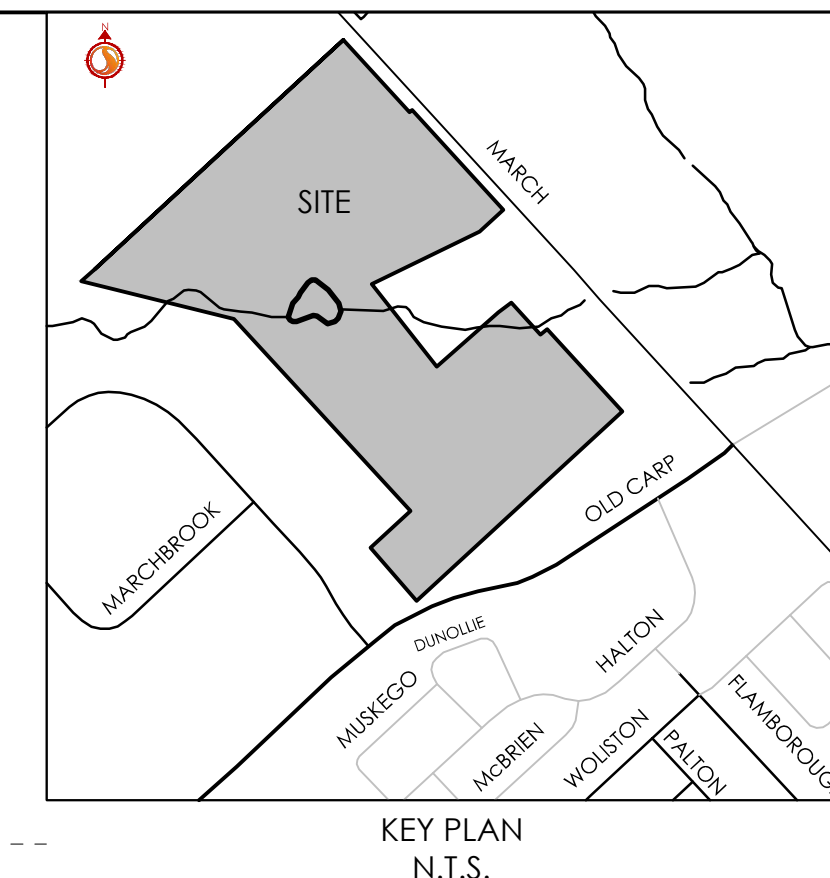 N
MARCH
SITE
OLD CARP
MARCHBROOK
DUNOLLIE
HALTON
MUSKEGO
FLAMBOROUG
McBRIEN
WOLISTON
PALTON
KEY PLAN
N.T.S.